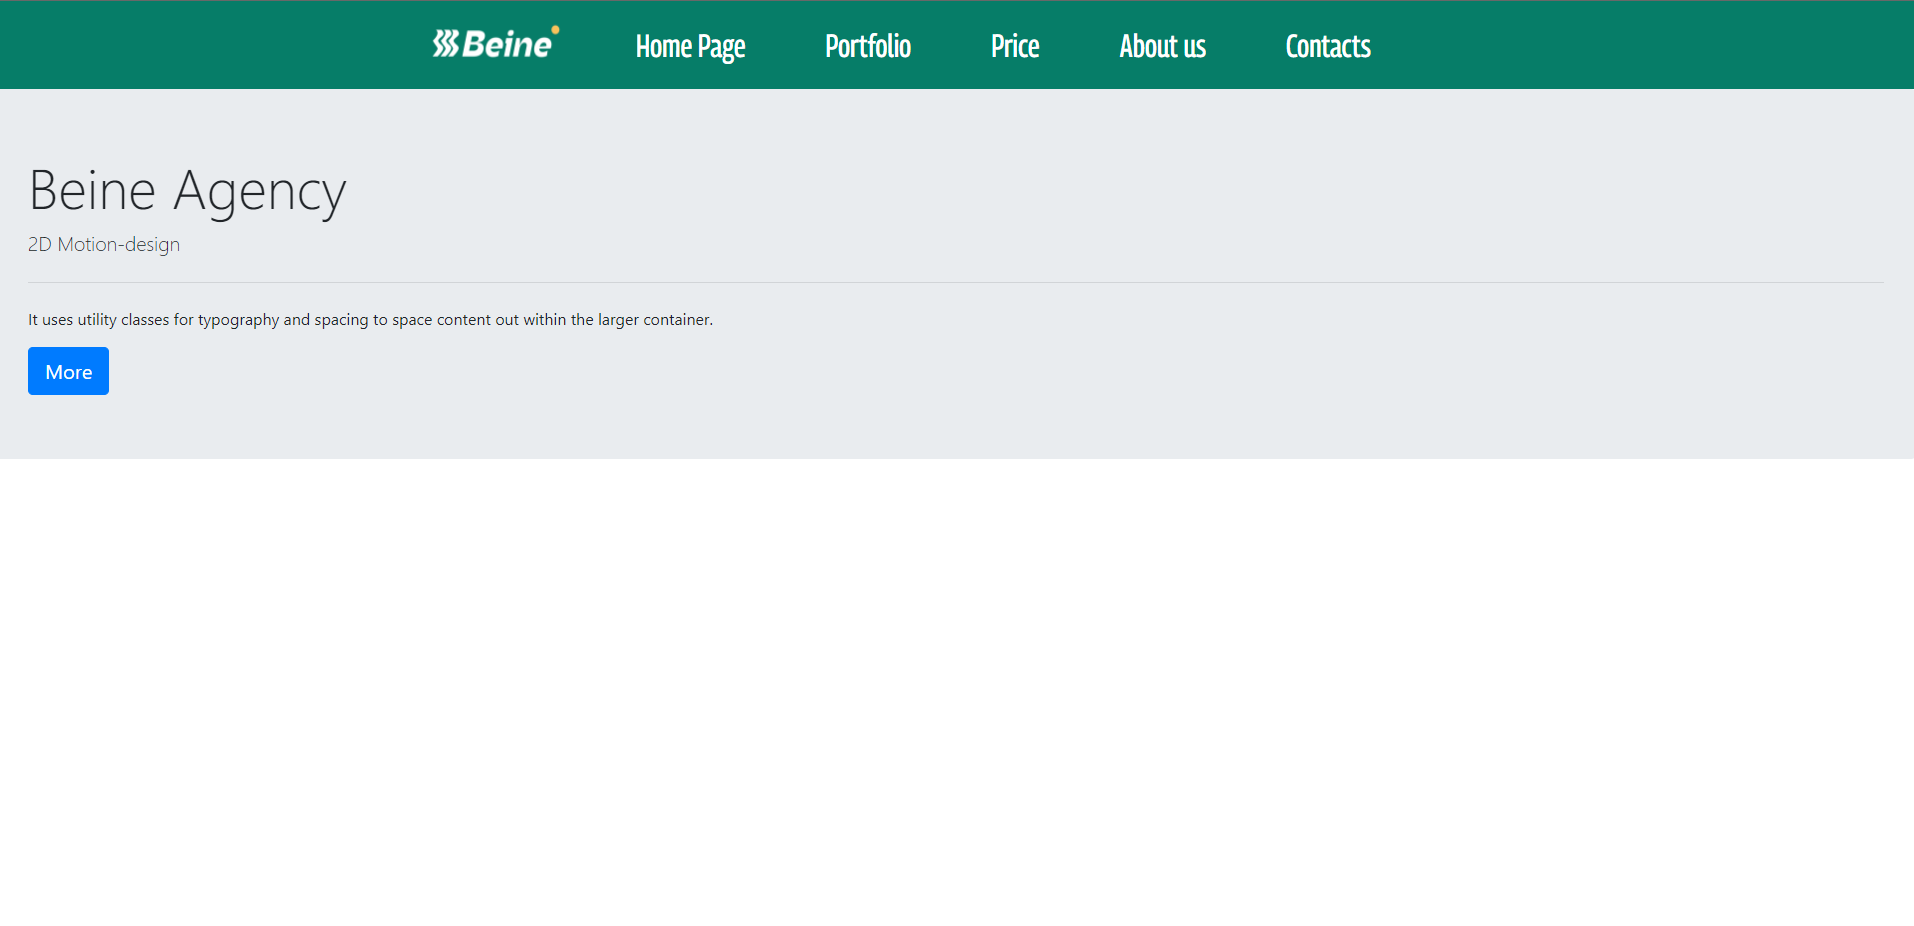 Beine Home Page Portfolio Price About us Contacts
Beine Agency
2D Motion-design
It uses utility classes for typography and spacing to space content out within the larger container.
More